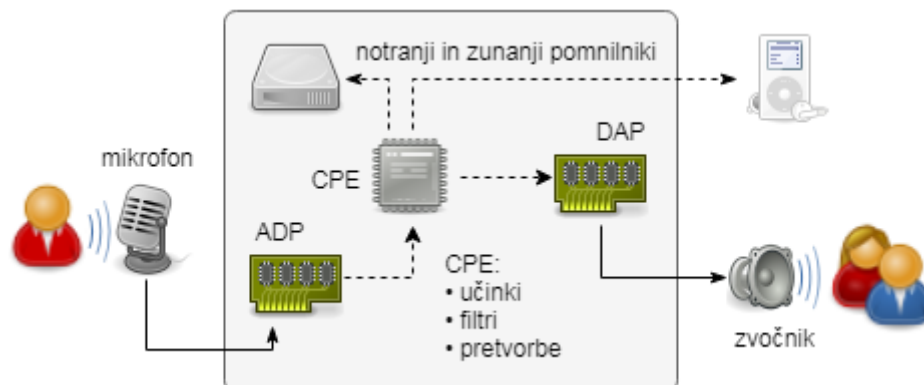 notranji in zunanji pomnilniki
mikrofon
CPE
DAP
ADP
CPE:
• učinki
• filtri
• pretvorbe
zvočnik